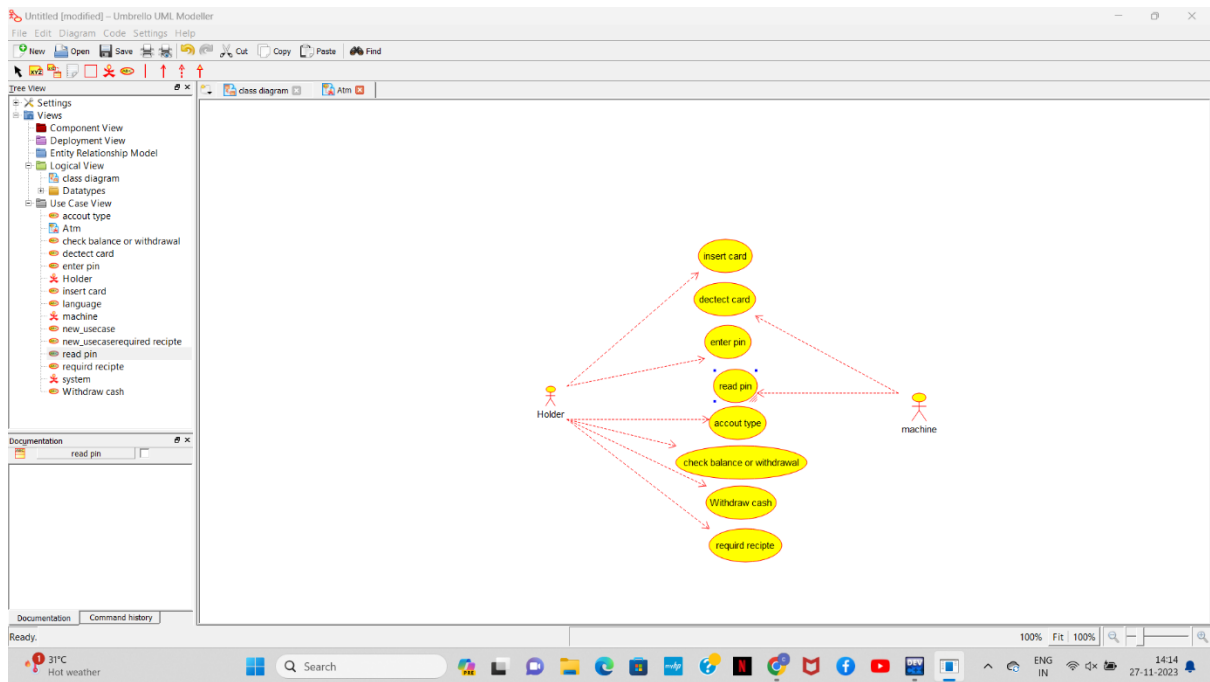 Untitled [modified] – Umbrello UML Modeller
File Edit Diagram Code Settings Help
New Open Save Cut Copy Paste Find
Tree View
class diagram Atm
Settings
Views
Component View
Deployment View
Entity Relationship Model
Logical View
class diagram
Datatypes
Use Case View
accout type
Atm
check balance or withdrawal
dectect card
enter pin
Holder
insert card
language
machine
new_usecase
new_usecaserequired recipte
read pin
requird recipte
system
Withdraw cash
Documentation
read pin
Documentation Command history
insert card
dectect card
enter pin
read pin
Holder
accout type
machine
check balance or withdrawal
Withdraw cash
requird recipte
Ready.
100% Fit 100%
1
31°C
Hot weather
Search
PRE
DEV
ENG
IN
14:14
27-11-2023